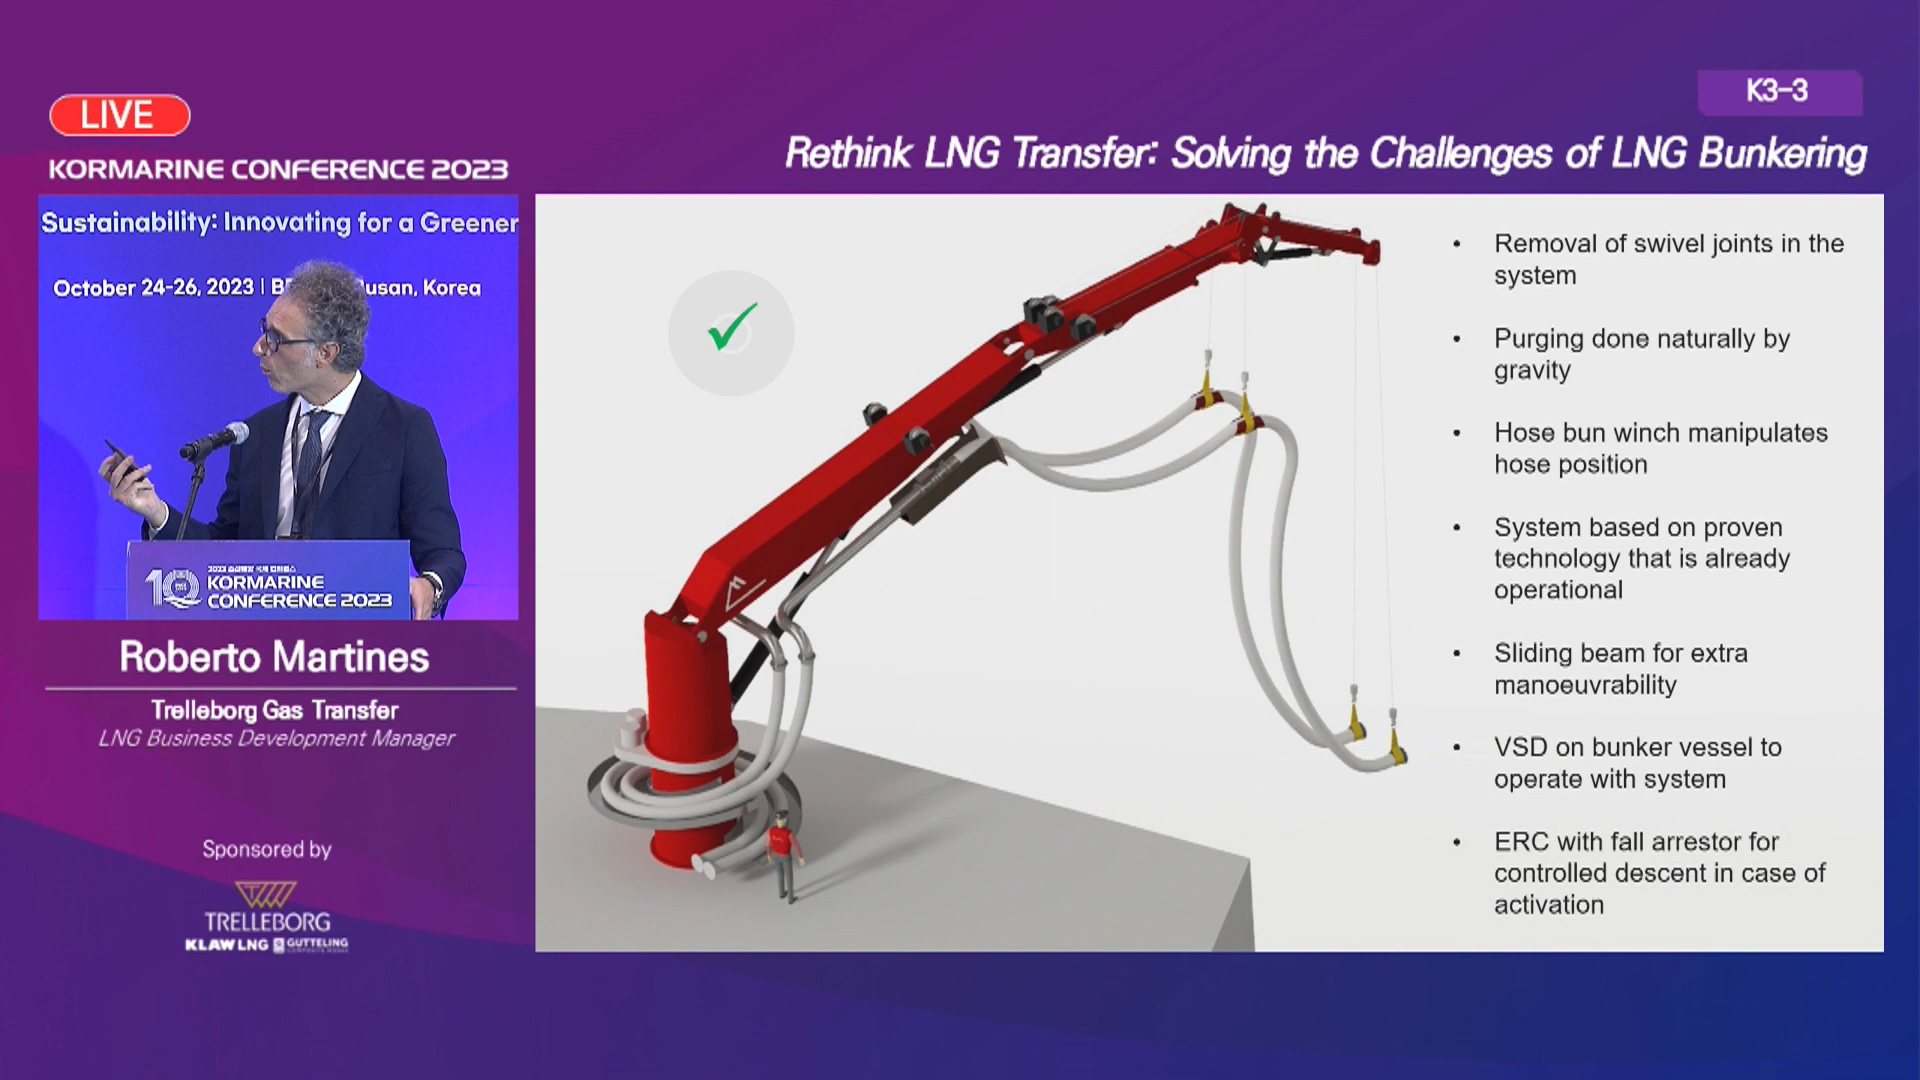 LIVE
KORMARINE CONFERENCE 2023
K3-3
Rethink LNG Transfer: Solving the Challenges of LNG Bunkering
Sustainability: Innovating for a Greener
October 24-26, 2023 | usan, Korea
10 KORMARINE
CONFERENCE 2023
Roberto Martines
Trelleborg Gas Transfer
LNG Business Development Manager
Sponsored by
TRELLEBORG
KLAW LNG GUTTELING
• Removal of swivel joints in the
system
• Purging done naturally by
gravity
• Hose bun winch manipulates
hose position
• System based on proven
technology that is already
operational
• Sliding beam for extra
manoeuvrability
• VSD on bunker vessel to
operate with system
• ERC with fall arrestor for
controlled descent in case of
activation